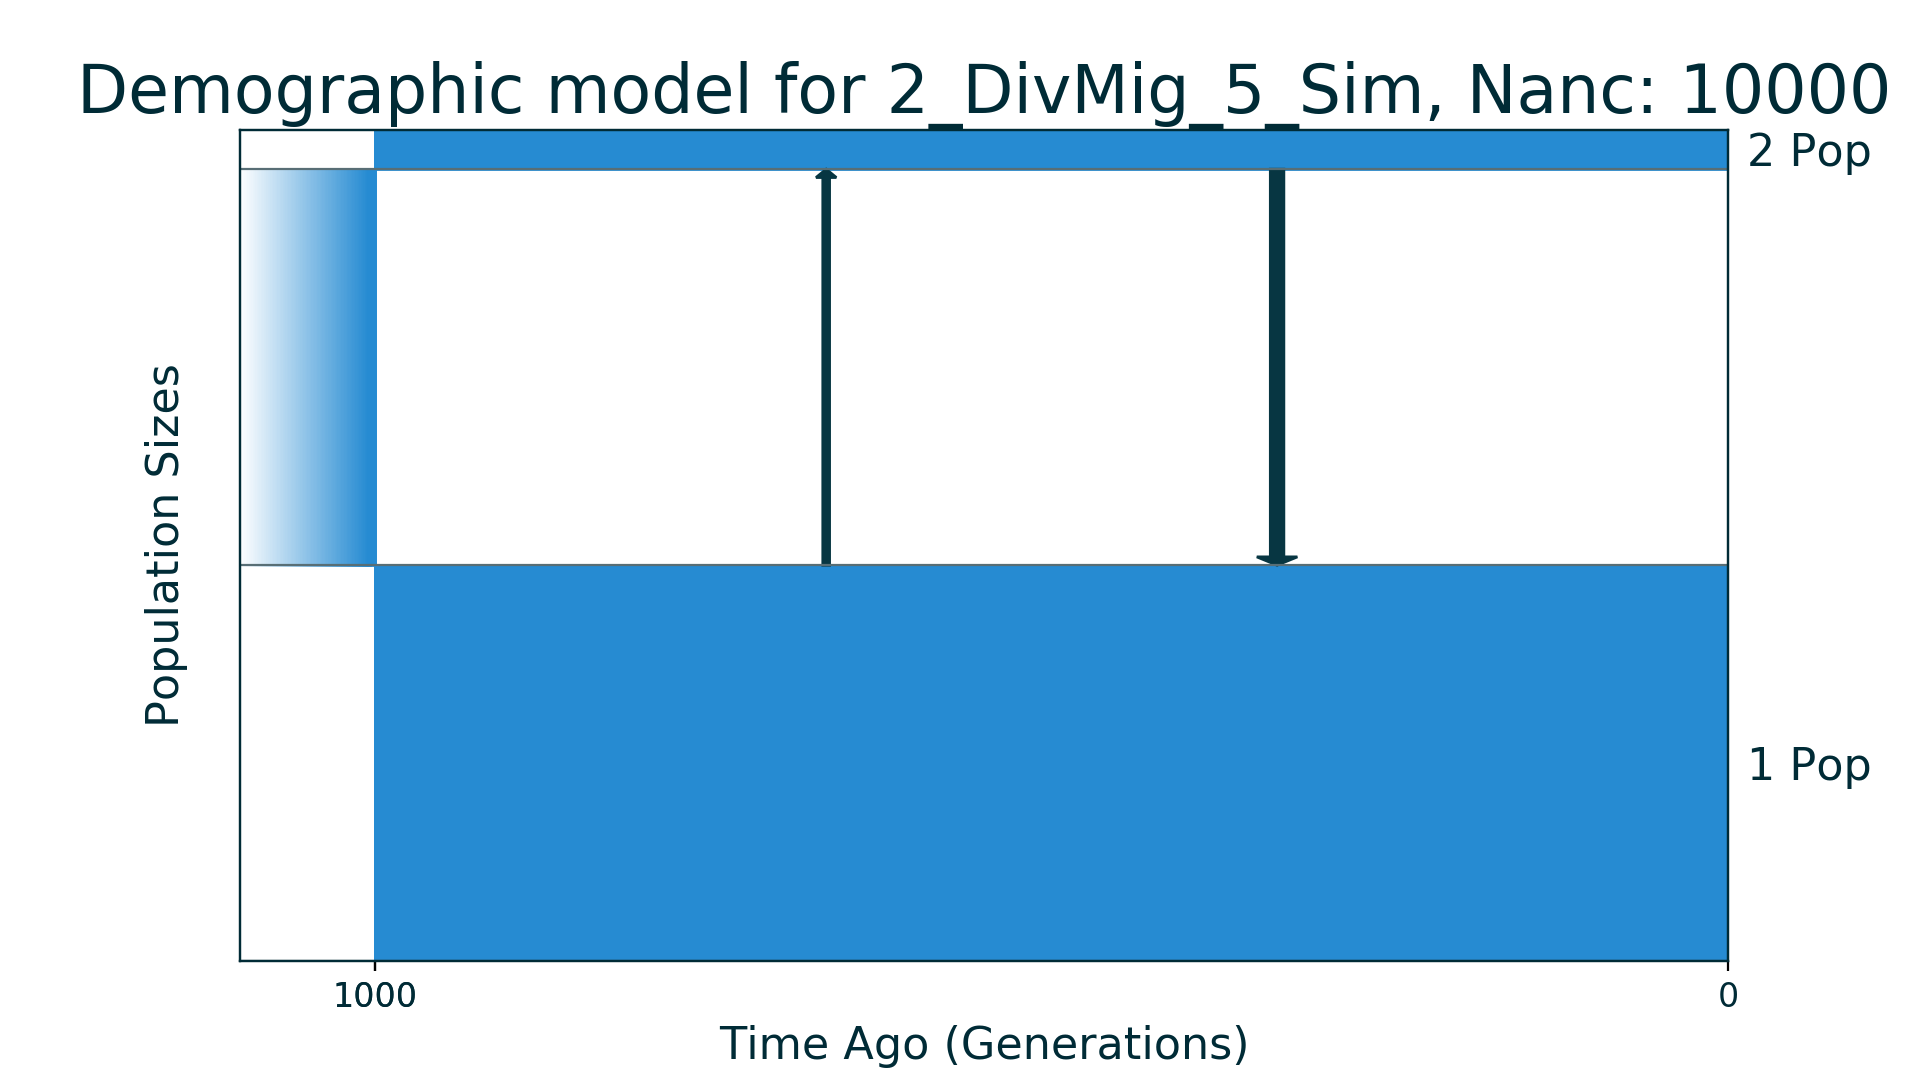 Demographic model for 2_DivMig_5_Sim, Nanc: 10000
2 Pop
Population Sizes
1 Pop
1000
0
Time Ago (Generations)